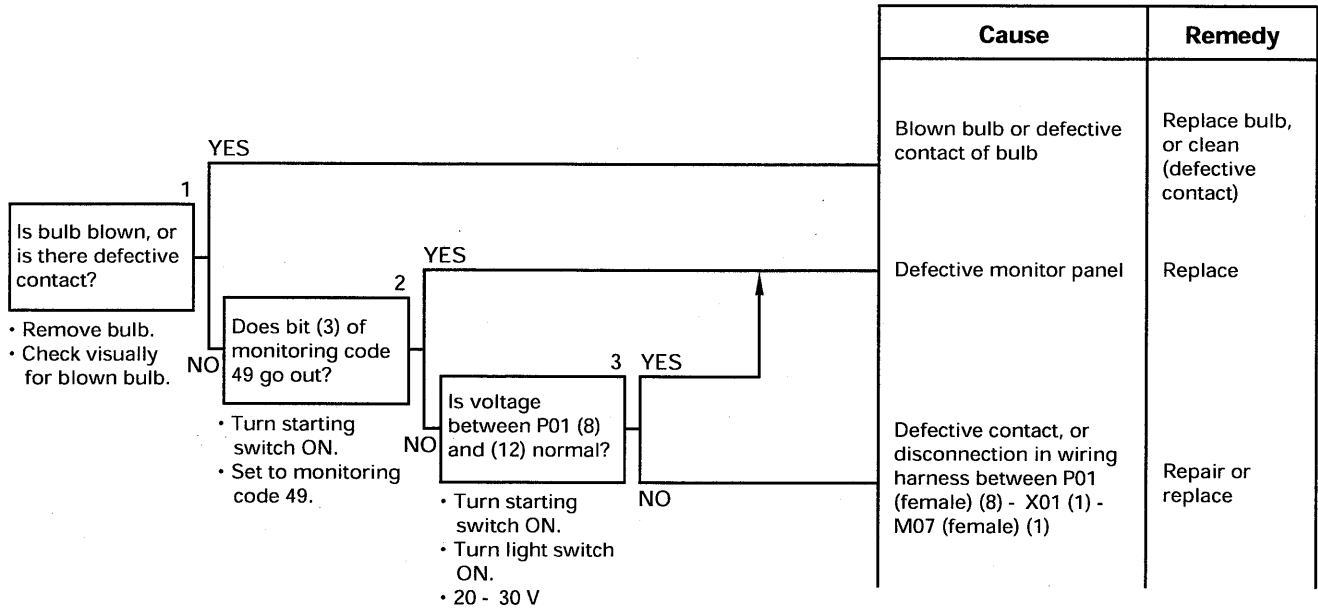 Cause
Remedy
YES
Blown bulb or defective
contact of bulb
Replace bulb,
or clean
(defective
contact)
1
Is bulb blown, or
is there defective
contact?
• Remove bulb.
• Check visually
for blown bulb.
YES
Defective monitor panel
Replace
NO
2
Does bit (3) of
monitoring code
49 go out?
• Turn starting
switch ON.
• Set to monitoring
code 49.
3
YES
NO
Is voltage
between P01 (8)
and (12) normal?
• Turn starting
switch ON.
• Turn light switch
ON.
• 20 - 30 V
NO
Defective contact, or
disconnection in wiring
harness between P01
(female) (8) - X01 (1) -
M07 (female) (1)
Repair or
replace